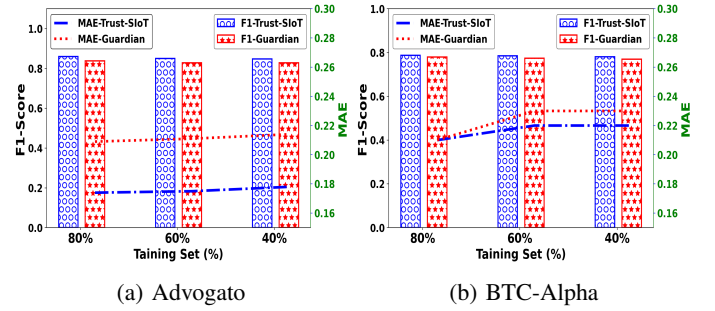 MAE-Trust-SIoT
MAE-Guardian
F1-Trust-SIoT
F1-Guardian
F1-Score
0.0
0.2
0.4
0.6
0.8
1.0
MAE
0.16
0.18
0.20
0.22
0.24
0.26
0.28
0.30
80%
60%
40%
Taining Set (%)
(a) Advogato
MAE-Trust-SIoT
MAE-Guardian
F1-Trust-SIoT
F1-Guardian
F1-Score
0.0
0.2
0.4
0.6
0.8
1.0
MAE
0.16
0.18
0.20
0.22
0.24
0.26
0.28
0.30
80%
60%
40%
Taining Set (%)
(b) BTC-Alpha